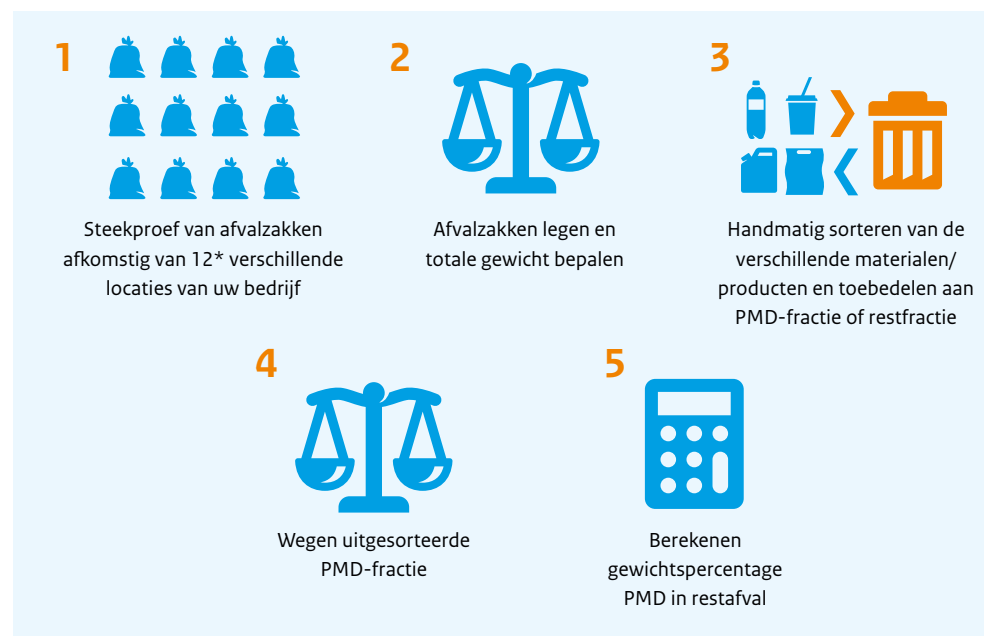 1
Steekproef van afvalzakken
afkomstig van 12* verschillende
locaties van uw bedrijf
2
Afvalzakken legen en
totale gewicht bepalen
3
Handmatig sorteren van de
verschillende materialen/
producten en toebedelen aan
PMD-fractie of restfractie
4
Wegen uitgesorteerde
PMD-fractie
5
Berekenen
gewichtspercentage
PMD in restafval